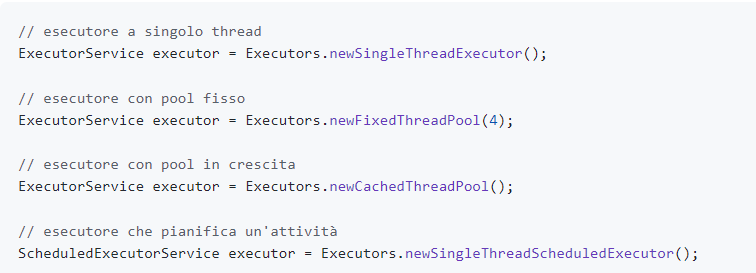 // esecutore a singolo thread
ExecutorService executor = Executors.newSingleThreadExecutor();
// esecutore con pool fisso
ExecutorService executor = Executors.newFixedThreadPool(4);
// esecutore con pool in crescita
ExecutorService executor = Executors.newCachedThreadPool();
// esecutore che pianifica un'attività
ScheduledExecutorService executor = Executors.newSingleThreadScheduledExecutor();